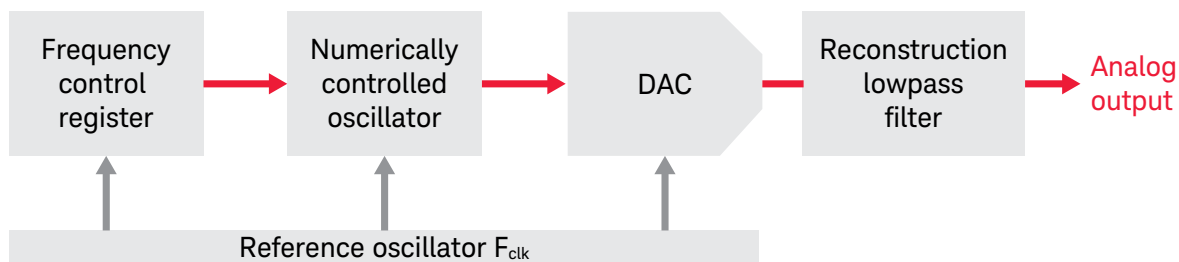 Frequency
control
register
Numerically
controlled
oscillator
DAC
Reconstruction
lowpass
filter
Analog
output
Reference oscillator Fclk